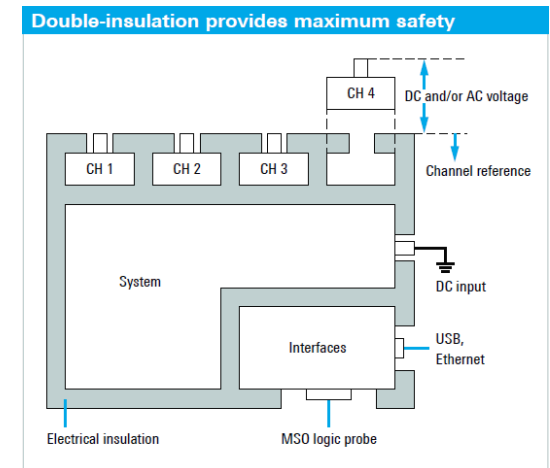 Double-insulation provides maximum safety
CH 4
DC and/or AC voltage
CH 1
CH 2
CH 3
Channel reference
System
DC input
Interfaces
USB,
Ethernet
Electrical insulation
MSO logic probe